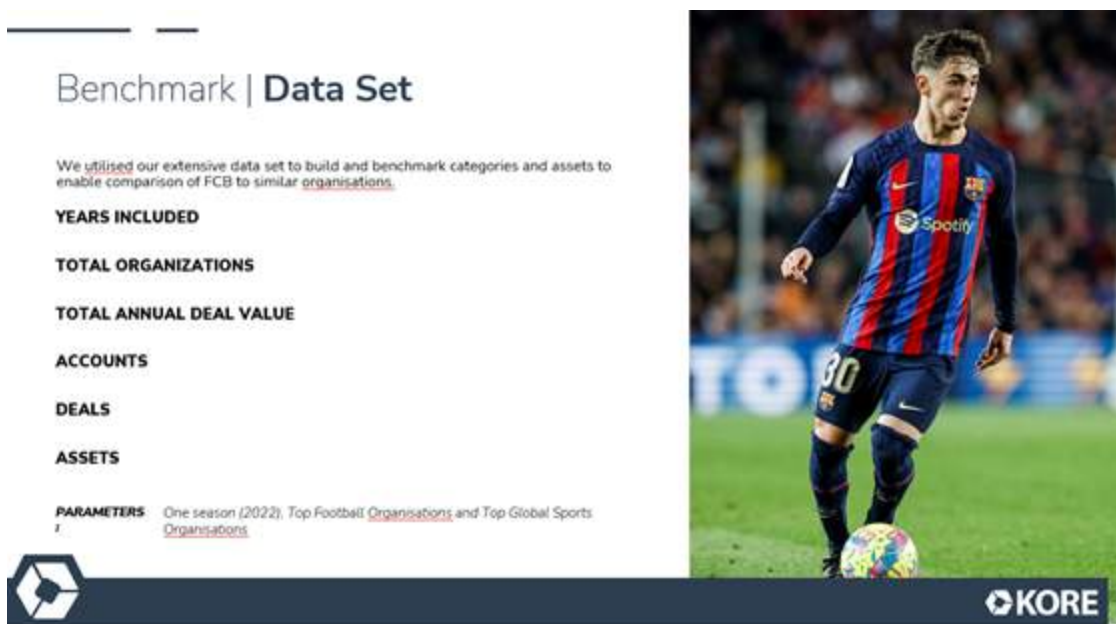 Benchmark | Data Set
We utilised our extensive data set to build and benchmark categories and assets to
enable comparison of FCB to similar organisations.
YEARS INCLUDED
TOTAL ORGANIZATIONS
TOTAL ANNUAL DEAL VALUE
ACCOUNTS
DEALS
ASSETS
PARAMETERS
:
One season (2022), Top Football Organisations and Top Global Sports
Organisations
Spotify
30
TO
KORE